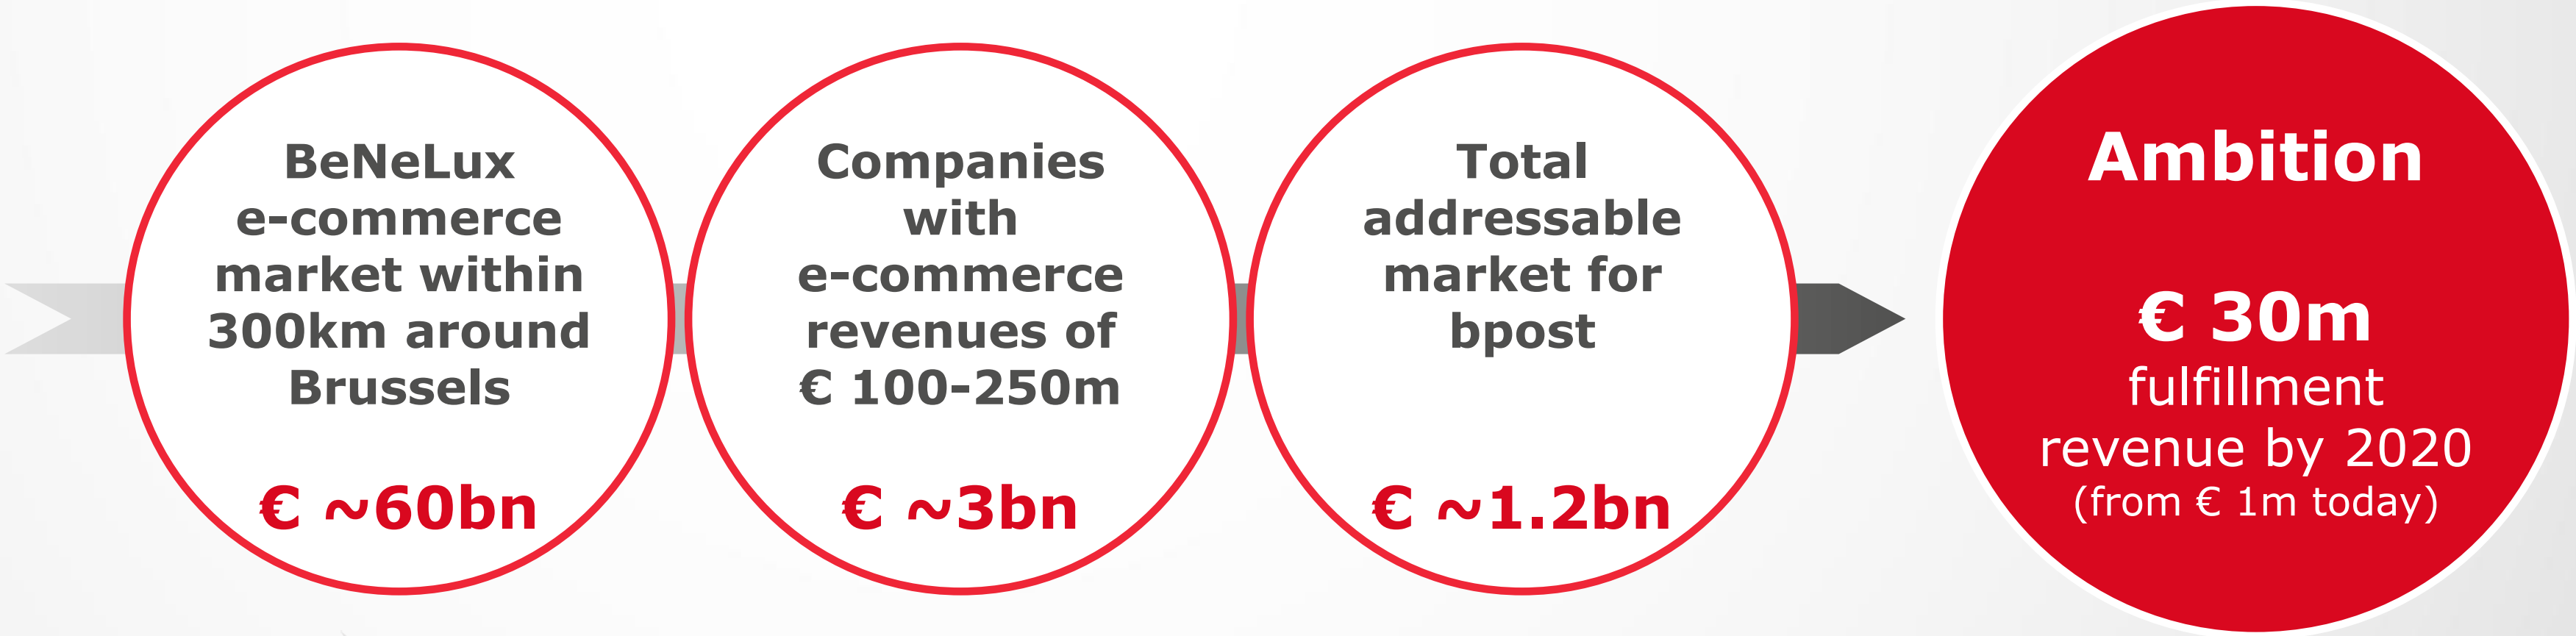 BeNeLux
e-commerce
market within
300km around
Brussels
€ ~60bn
Companies
with
e-commerce
revenues of
€ 100-250m
€ ~3bn
Total
addressable
market for
bpost
€ ~1.2bn
Ambition
€ 30m
fulfillment
revenue by 2020
(from € 1m today)